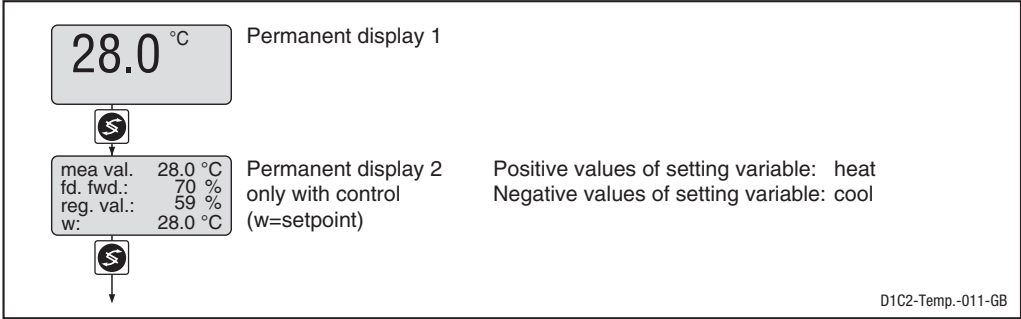 28.0 °C
Permanent display 1
mea val. 28.0 °C
fd. fwd.: 70 %
reg. val.: 59 %
w: 28.0 °C
Permanent display 2
only with control
(w=setpoint)
Positive values of setting variable: heat
Negative values of setting variable: cool
D1C2-Temp.-011-GB